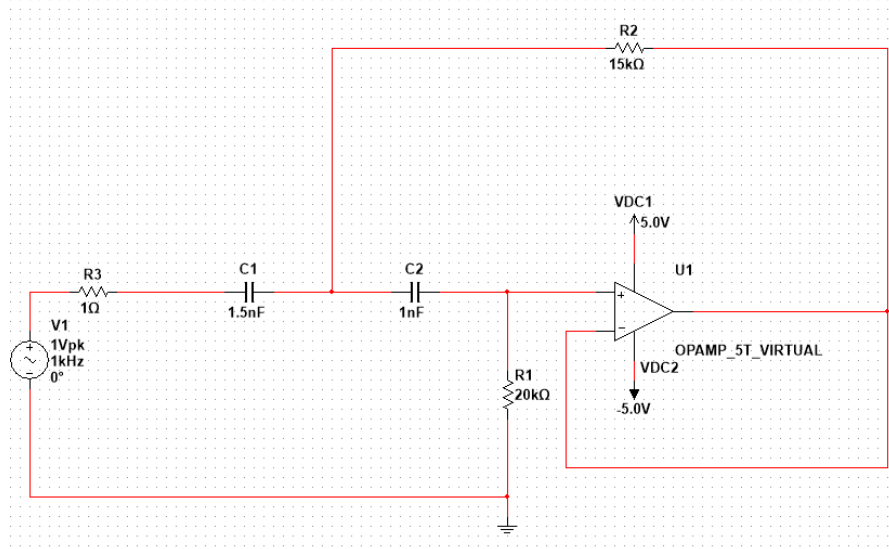 R2
15kΩ
VDC1
5.0V
U1
R3
1Ω
C1
1.5nF
C2
1nF
V1
1Vpk
1kHz
0°
+
−
OPAMP_5T_VIRTUAL
VDC2
-5.0V
R1
20kΩ